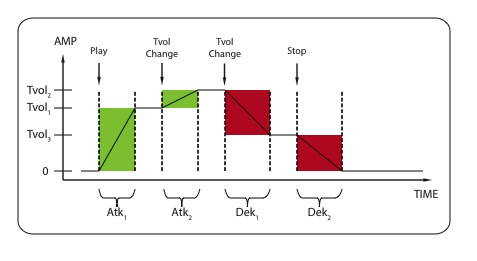 AMP
Play
Tvol
Change
Tvol
Change
Stop
Tvol₂
Tvol₁
Tvol₃
0
TIME
Atk₁
Atk₂
Dek₁
Dek₂